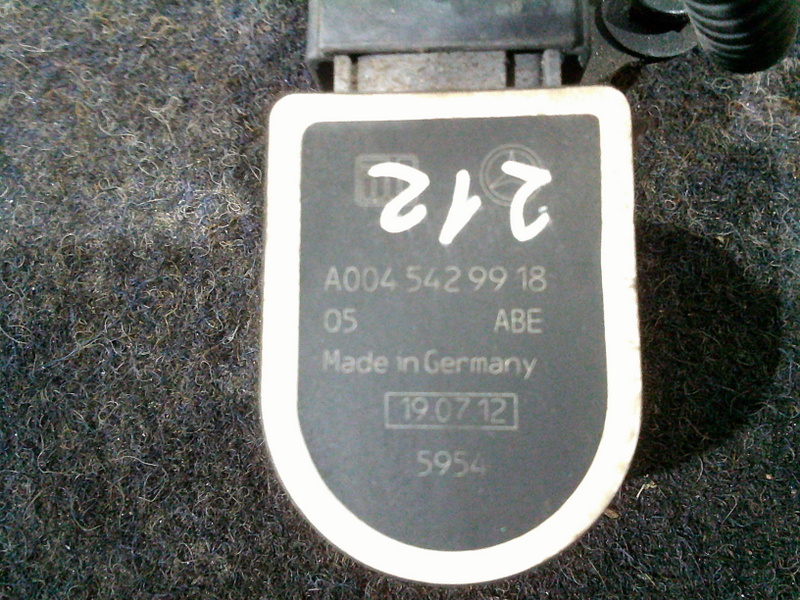 212
A004 542 99 18
05 ABE
Made in Germany
19.07.12
5954